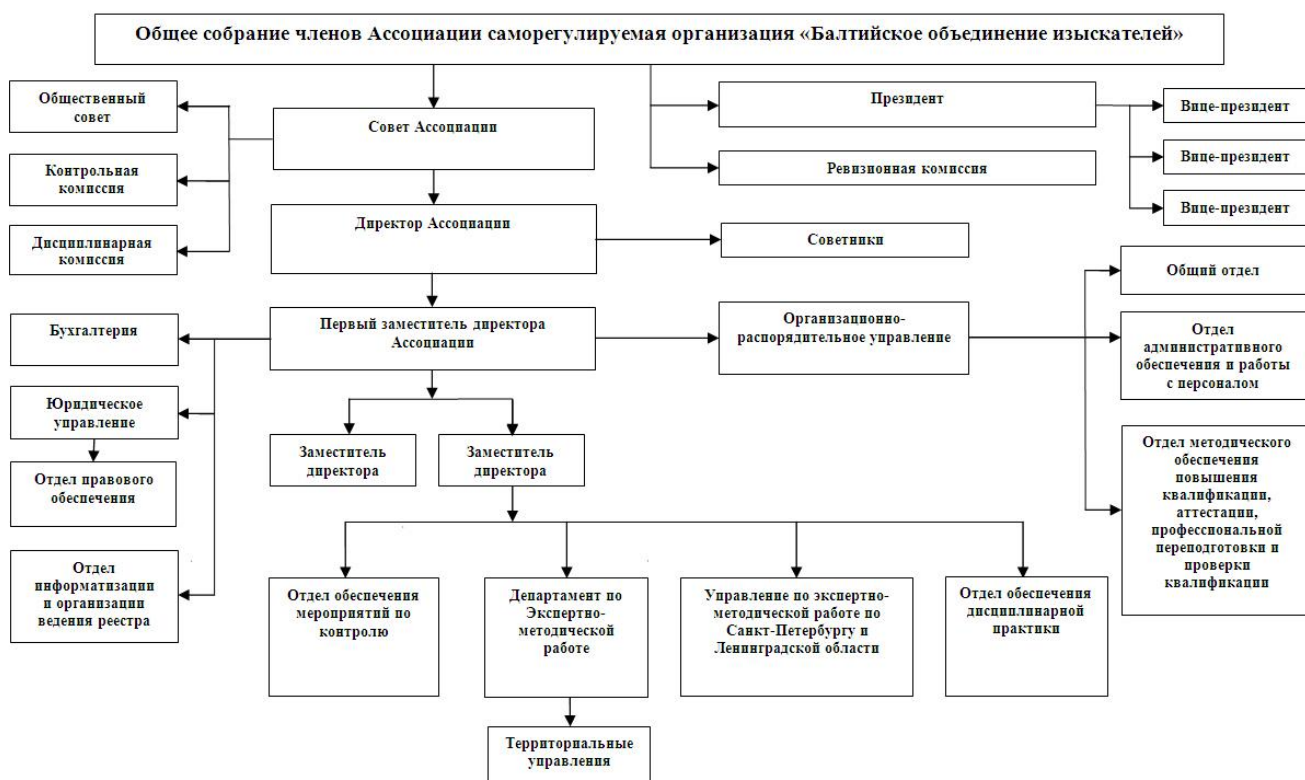 Общее собрание членов Ассоциации саморегулируемая организация «Балтийское объединение изыскателей»
Общественный
совет
Контрольная
комиссия
Дисциплинарная
комиссия
Совет Ассоциации
Президент
Вице-президент
Вице-президент
Вице-президент
Ревизионная комиссия
Директор Ассоциации
Советники
Первый заместитель директора
Ассоциации
Бухгалтерия
Юридическое
управление
Отдел правового
обеспечения
Отдел
информатизации
и организации
ведения реестра
Организационно-
распорядительное управление
Общий отдел
Отдел
административного
обеспечения и работы
с персоналом
Отдел методического
обеспечения
повышения
квалификации,
аттестации,
профессиональной
переподготовки и
проверки
квалификации
Заместитель
директора
Заместитель
директора
Отдел обеспечения
мероприятий по
контролю
Департамент по
Экспертно-
методической
работе
Управление по экспертно-
методической работе по
Санкт-Петербургу и
Ленинградской области
Отдел обеспечения
дисциплинарной
практики
Территориальные
управления